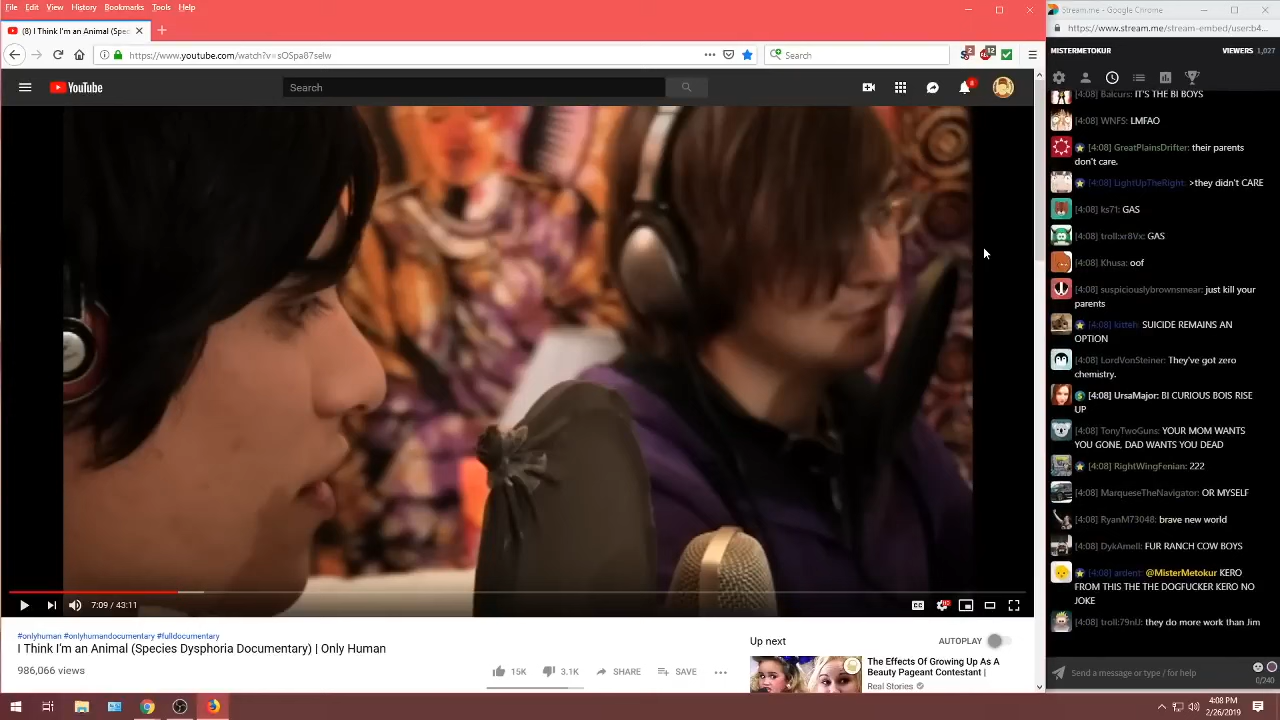 File Edit View History Bookmarks Tools Help
(8) I Think I'm an Animal (Spec
https://www.youtube.com/watch?v=sOSpa87selw
Search
YouTube
Search
7:09 / 43:11
#onlyhuman #onlyhumandocumentary #fulldocumentary
I Think I'm an Animal (Species Dysphoria Documentary) | Only Human
986,066 views
15K
3.1K
SHARE
SAVE
Up next
AUTOPLAY
The Effects Of Growing Up As A
Beauty Pageant Contestant |
Real Stories
Stream.me - Google Chrome
https://www.stream.me/stream-embed/user:b4...
MISTERMETOKUR
VIEWERS 1,027
[4:08] Balcurs: IT'S THE BI BOYS
[4:08] WNFS: LMFAO
[4:08] GreatPlainsDrifter: their parents
don't care.
[4:08] LightUpTheRight: >they didn't CARE
[4:08] ks71: GAS
[4:08] troll:xr8Vx: GAS
[4:08] Khusa: oof
[4:08] suspiciouslybrownsmear: just kill your
parents
[4:08] kitteh: SUICIDE REMAINS AN
OPTION
[4:08] LordVonSteiner: They've got zero
chemistry.
[4:08] UrsaMajor: BI CURIOUS BOIS RISE
UP
[4:08] TonyTwoGuns: YOUR MOM WANTS
YOU GONE, DAD WANTS YOU DEAD
[4:08] RightWingFenian: 222
[4:08] MarqueseTheNavigator: OR MYSELF
[4:08] RyanM73048: brave new world
[4:08] DykAmell: FUR RANCH COW BOYS
[4:08] ardent: @MisterMetokur KERO
FROM THIS THE THE DOGFUCKER KERO NO
JOKE
[4:08] troll:79nIJ: they do more work than Jim
Send a message or type / for help
0/240
4:08 PM
2/26/2019